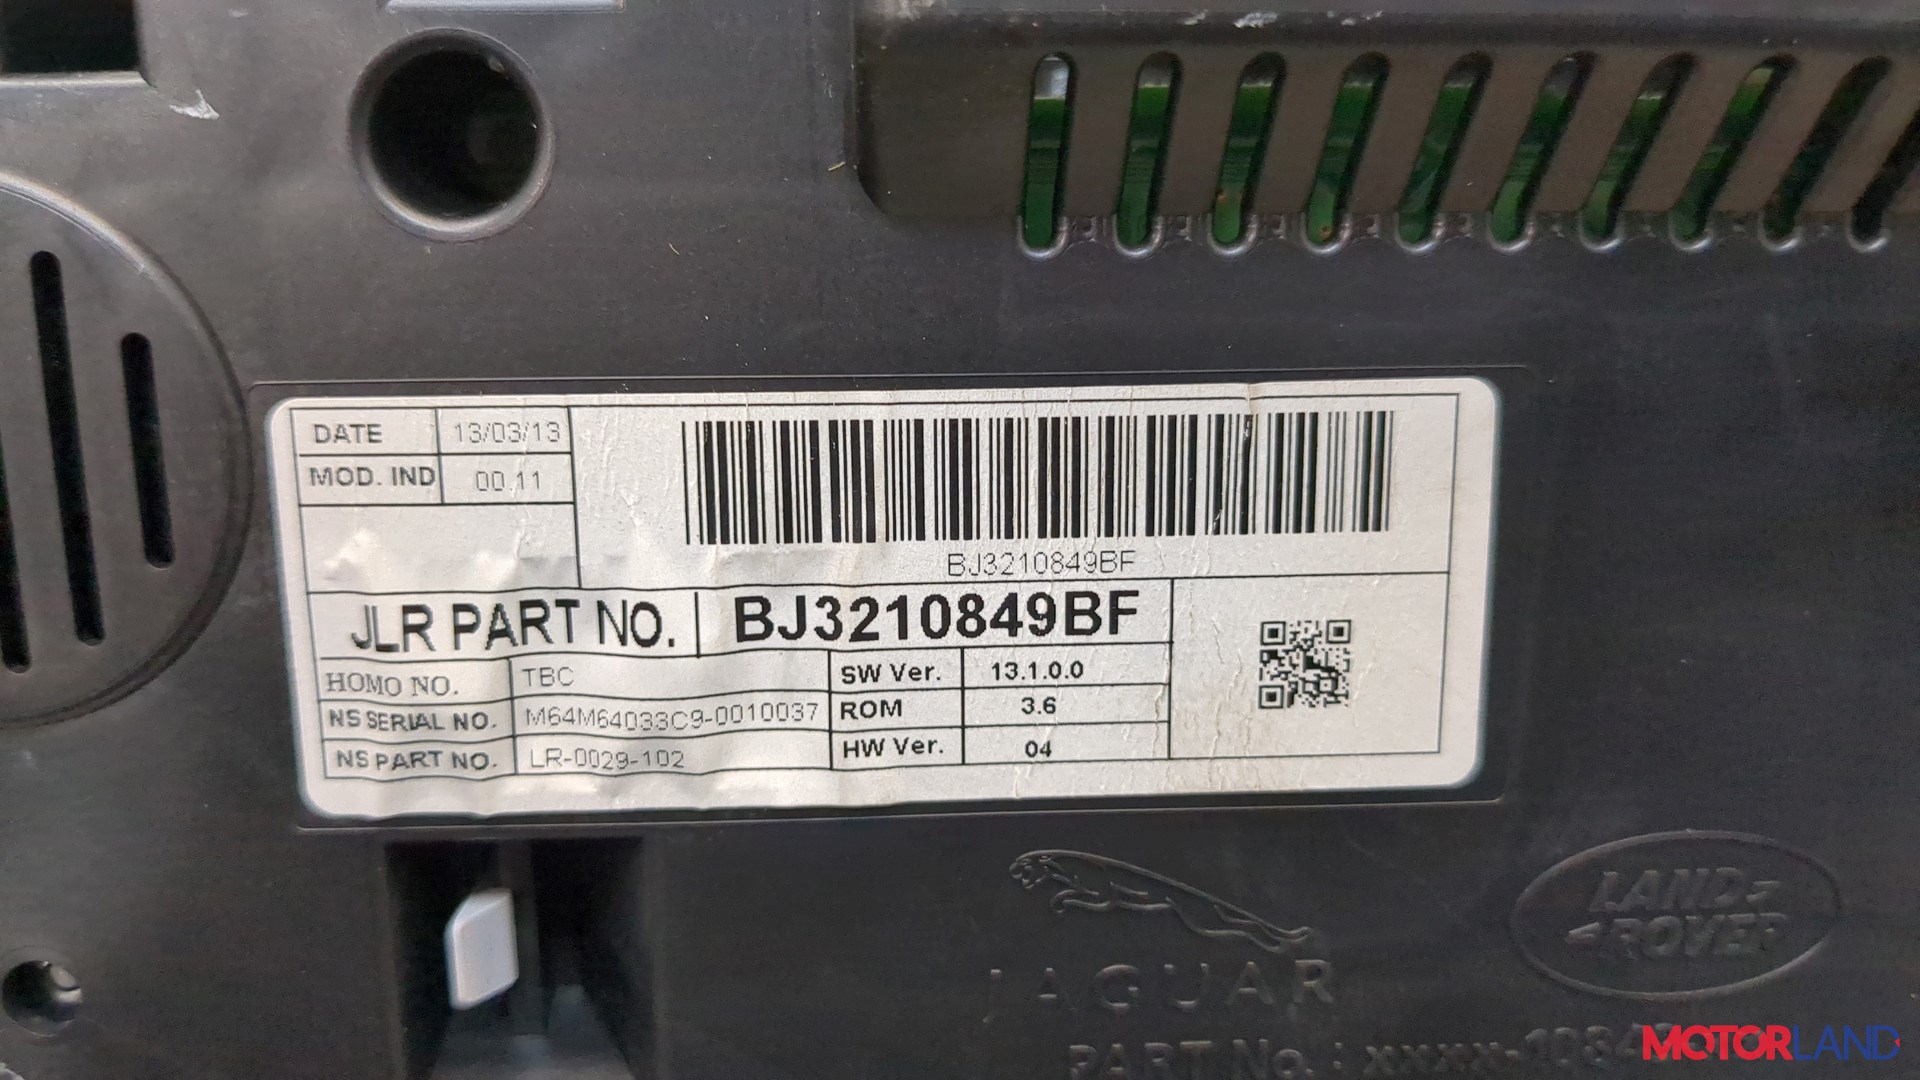 DATE 13/03/13
MOD. IND 00.11
BJ3210849BF
JLR PART NO. BJ3210849BF
HOMO NO. TBC
SW Ver. 13.1.0.0
NS SERIAL NO. M64M64033C9-0010037
ROM 3.6
NS PART NO. LR-0029-102
HW Ver. 04
JAGUAR
LAND ROVER
PART No. : xxxx-10849
MOTORLAND